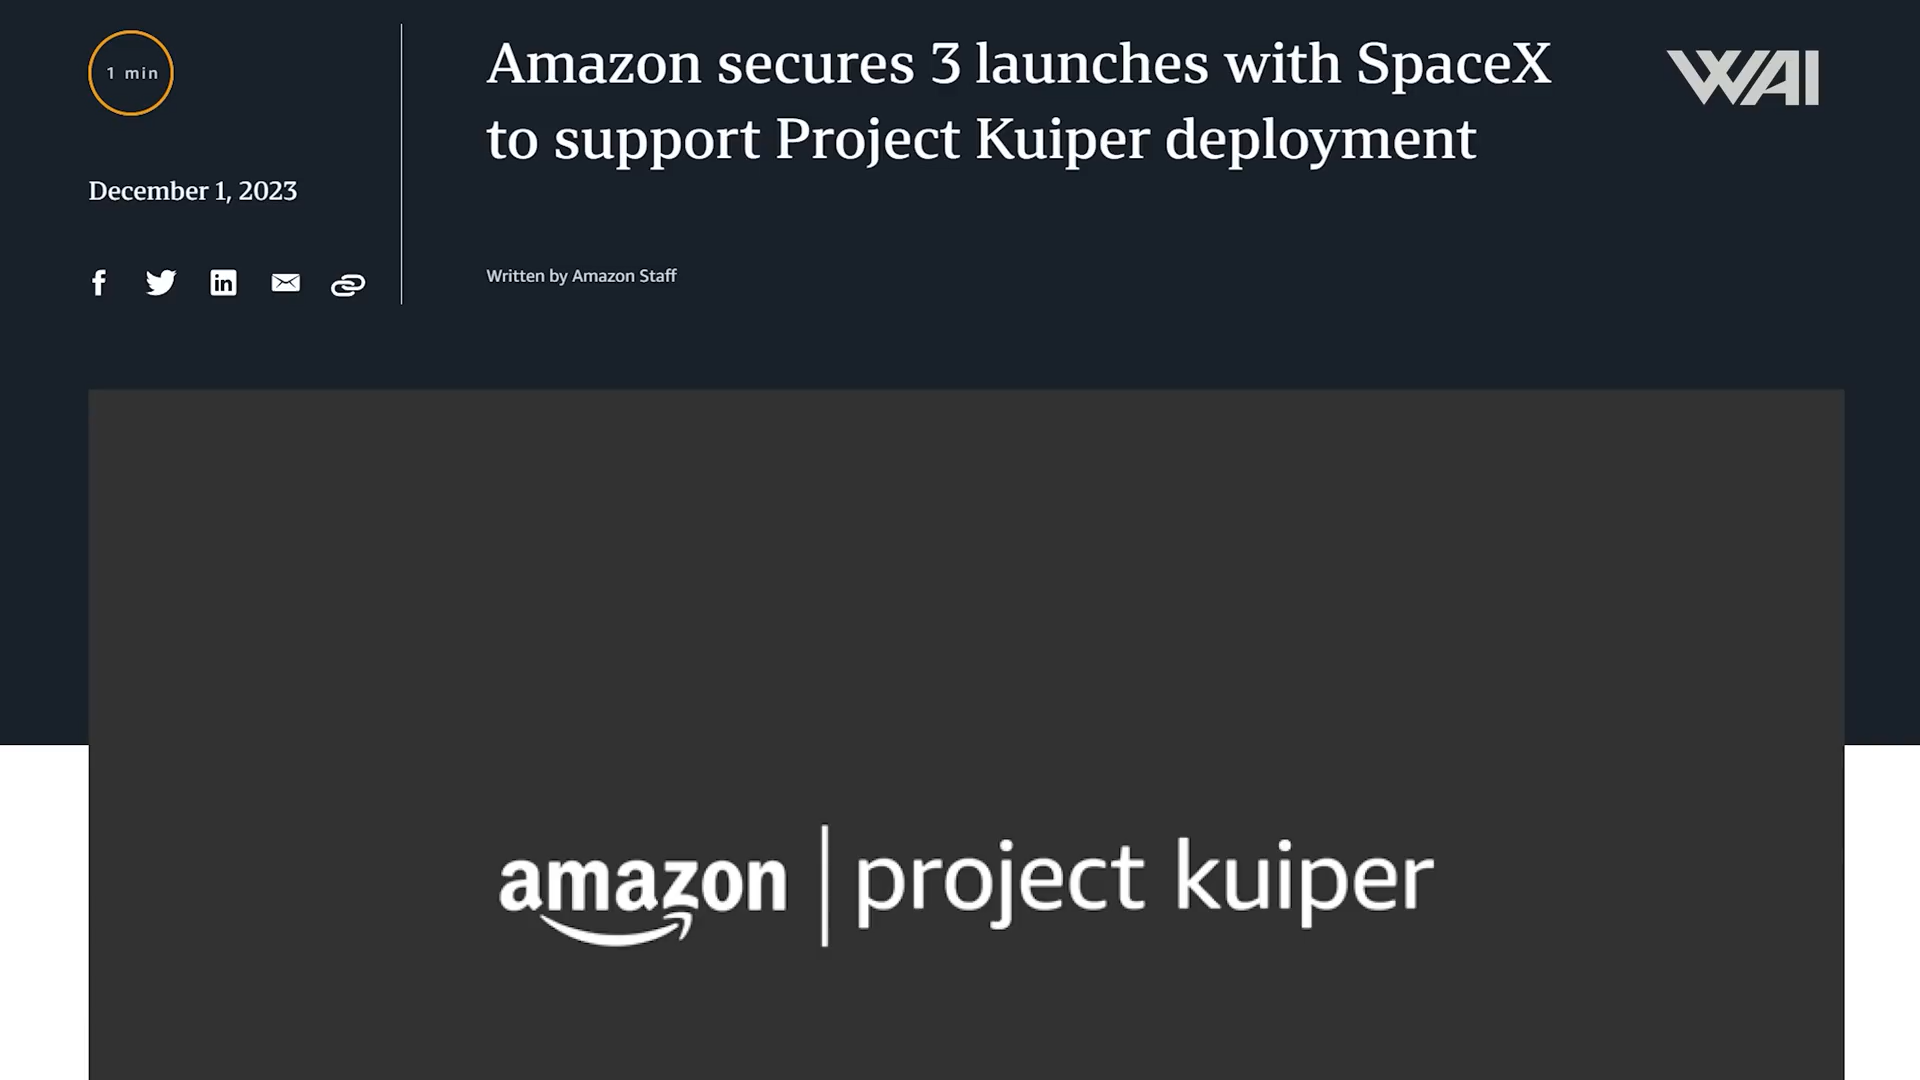 1 min
December 1, 2023
Amazon secures 3 launches with SpaceX
to support Project Kuiper deployment
Written by Amazon Staff
WAI
amazon | project kuiper